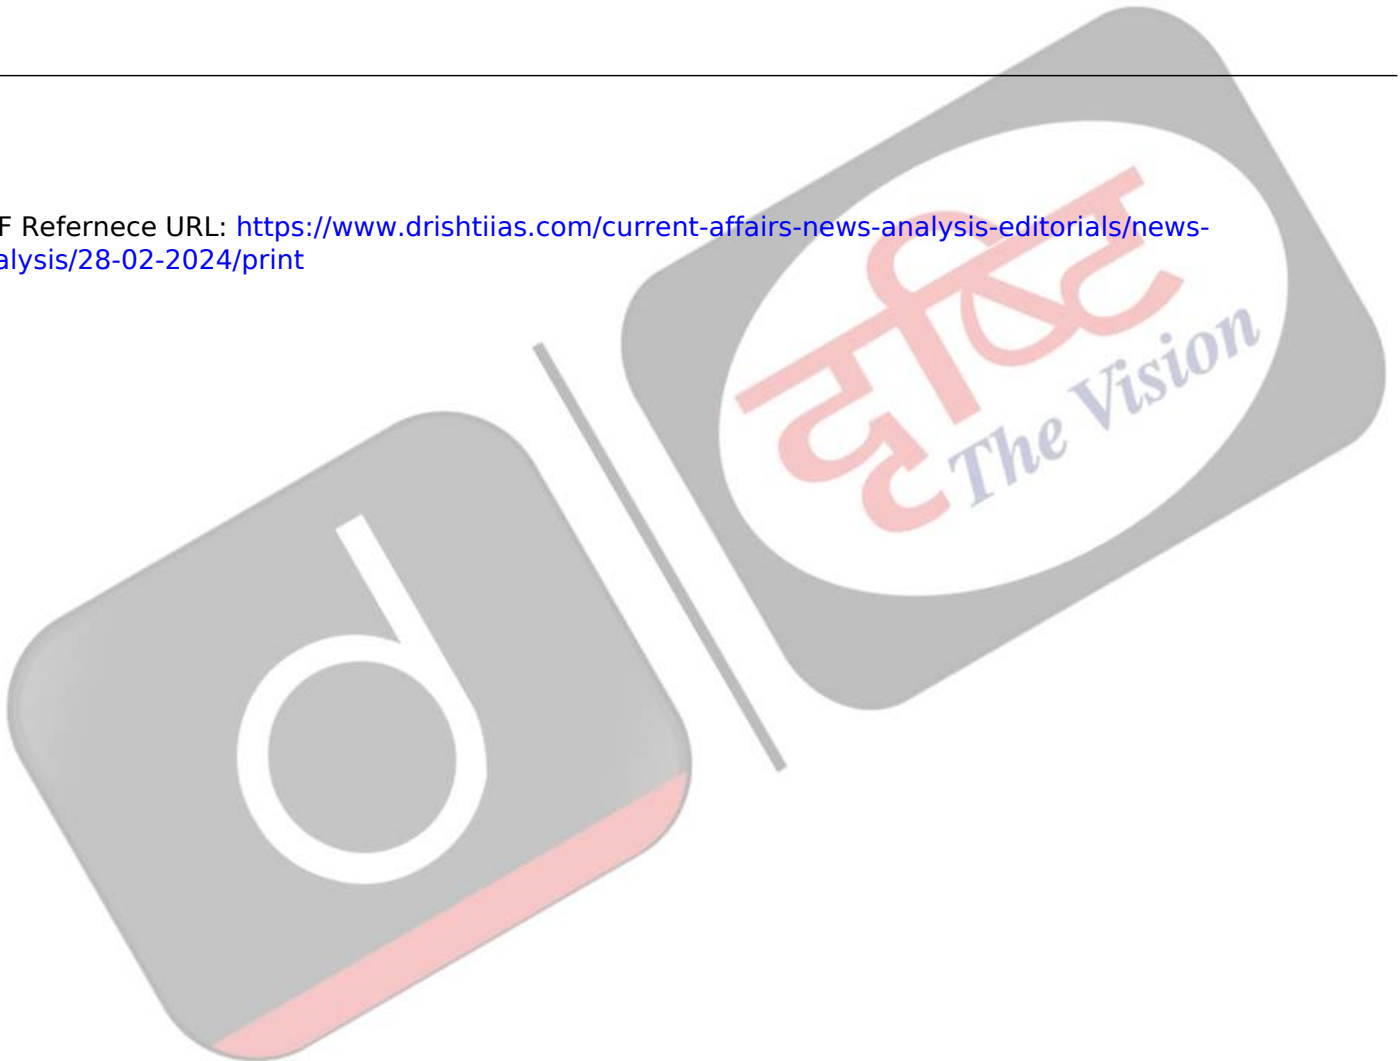 F Refernece URL: https://www.drishtiias.com/current-affairs-news-analysis-editorials/news-
alysis/28-02-2024/print
दृष्टि
The Vision
d